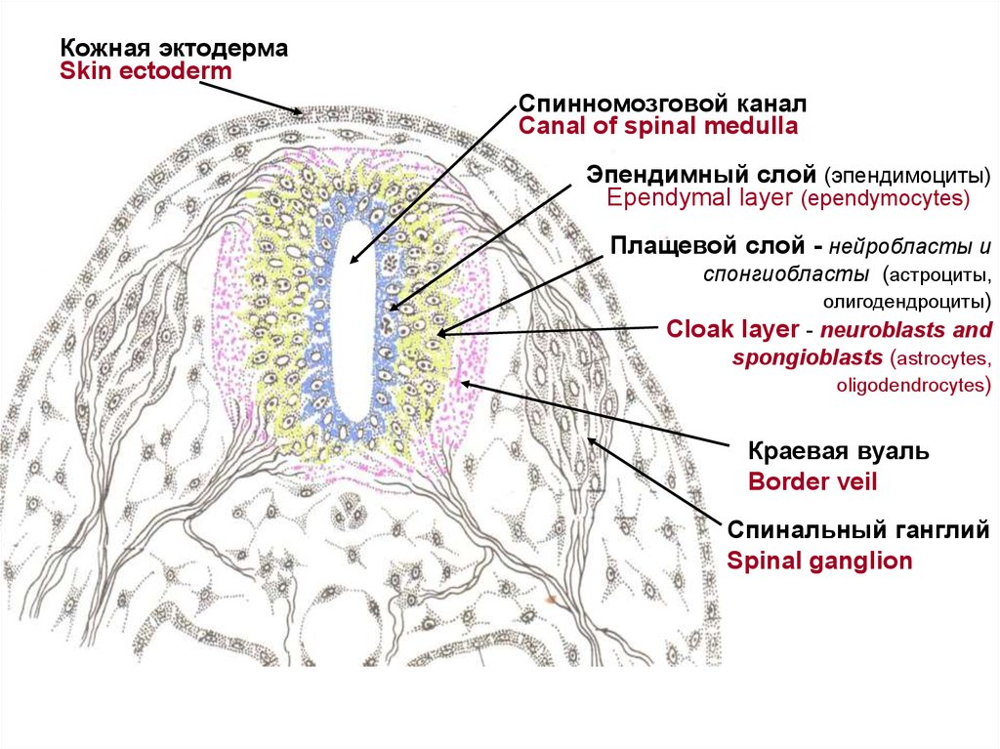 Кожная эктодерма
Skin ectoderm
Спинномозговой канал
Canal of spinal medulla
Эпендимный слой (эпендимоциты)
Ependymal layer (ependymocytes)
Плащевой слой - нейробласты и
спонгиобласты (астроциты,
олигодендроциты)
Cloak layer - neuroblasts and
spongioblasts (astrocytes,
oligodendrocytes)
Краевая вуаль
Border veil
Спинальный ганглий
Spinal ganglion